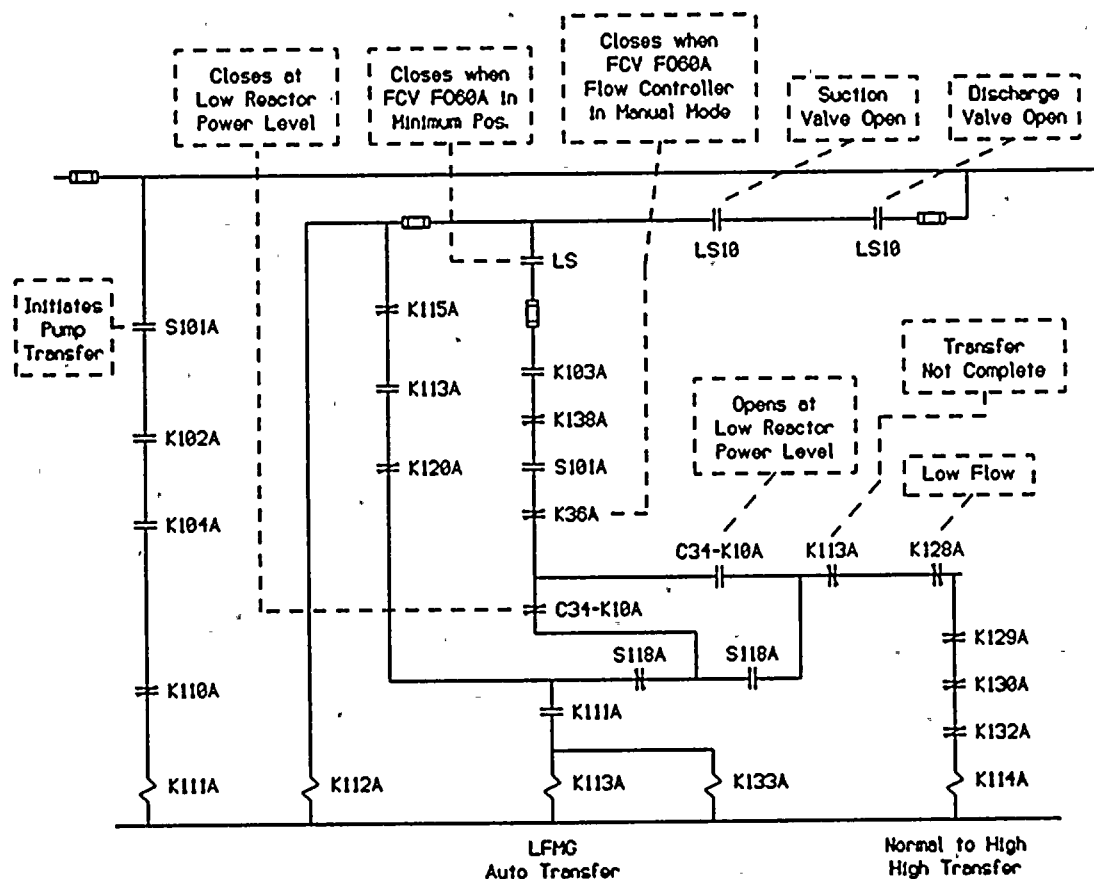 Closes at
Low Reactor
Power Level
Closes when
FCV F060A in
Minimum Pos.
Closes when
FCV F060A
Flow Controller
in Manual Mode
Suction
Valve Open
Discharge
Valve Open
LS10
LS10
LS
Initiates
Pump
Transfer
S101A
K115A
Transfer
Not Complete
K103A
K113A
Opens at
Low Reactor
Power Level
K138A
K102A
K120A
S101A
Low Flow
K104A
K36A
C34-K10A
K113A
K128A
C34-K10A
K129A
S118A
S118A
K110A
K111A
K130A
K132A
K111A
K112A
K113A
K133A
K114A
LFMG
Auto Transfer
Normal to High
High Transfer